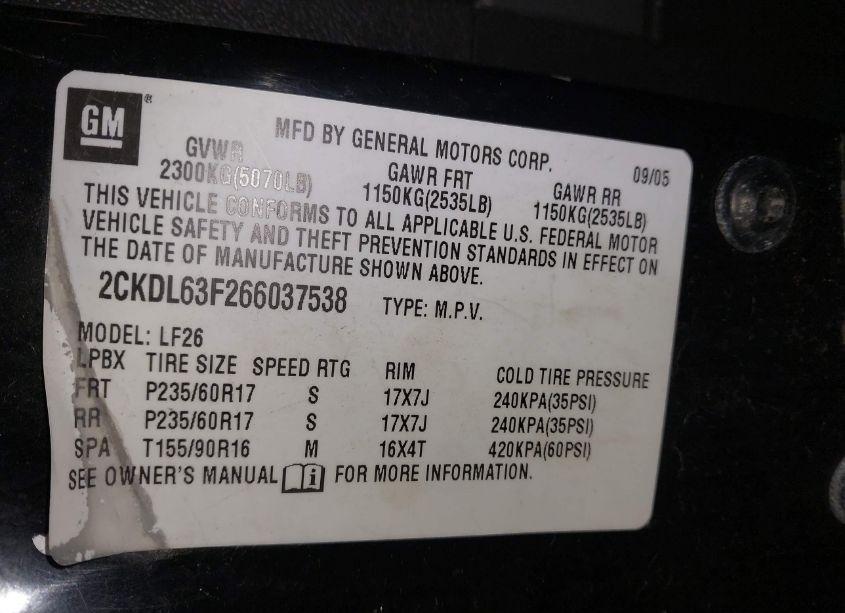 GM ®
MFD BY GENERAL MOTORS CORP. 09/05
GVWR GAWR FRT GAWR RR
2300KG(5070LB) 1150KG(2535LB) 1150KG(2535LB)
THIS VEHICLE CONFORMS TO ALL APPLICABLE U.S. FEDERAL MOTOR
VEHICLE SAFETY AND THEFT PREVENTION STANDARDS IN EFFECT ON
THE DATE OF MANUFACTURE SHOWN ABOVE.
2CKDL63F266037538 TYPE: M.P.V.
MODEL: LF26
LPBX TIRE SIZE SPEED RTG RIM COLD TIRE PRESSURE
FRT P235/60R17 S 17X7J 240KPA(35PSI)
RR P235/60R17 S 17X7J 240KPA(35PSI)
SPA T155/90R16 M 16X4T 420KPA(60PSI)
SEE OWNER'S MANUAL i FOR MORE INFORMATION.